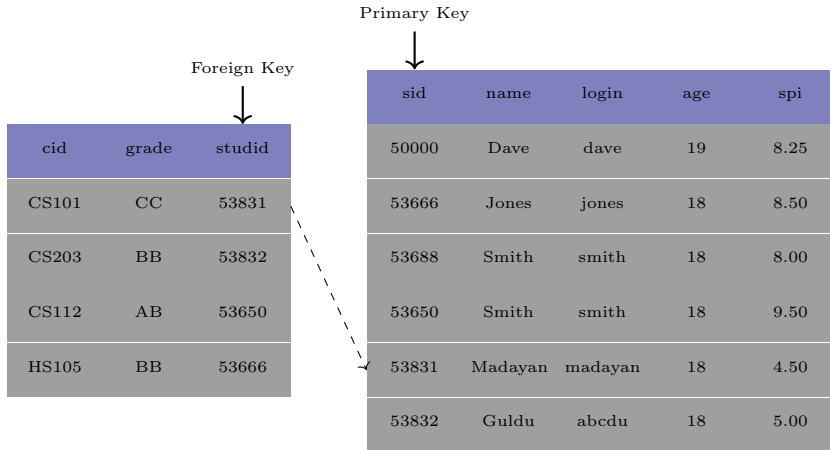 Primary Key
Foreign Key
cid grade studid
CS101 CC 53831
CS203 BB 53832
CS112 AB 53650
HS105 BB 53666
sid name login age spi
50000 Dave dave 19 8.25
53666 Jones jones 18 8.50
53688 Smith smith 18 8.00
53650 Smith smith 18 9.50
53831 Madayan madayan 18 4.50
53832 Guldu abcdu 18 5.00